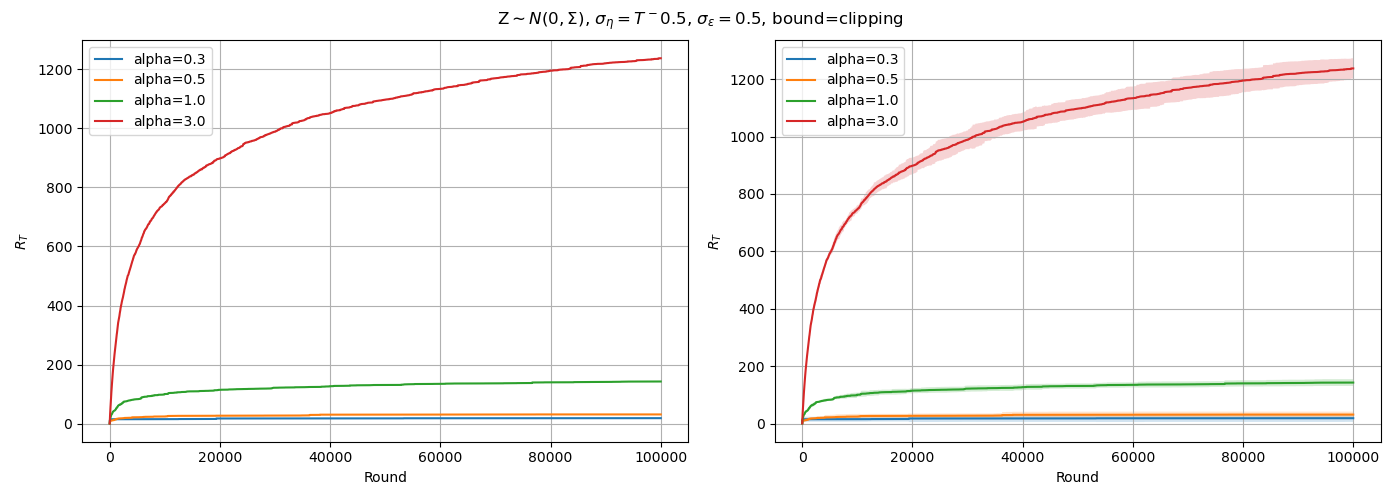 Z ~ N(0, Σ), σ_η = T⁻0.5, σ_ε = 0.5, bound=clipping
alpha=0.3
alpha=0.5
alpha=1.0
alpha=3.0
1200
1000
800
600
400
200
0
R_T
0 20000 40000 60000 80000 100000
Round
alpha=0.3
alpha=0.5
alpha=1.0
alpha=3.0
1200
1000
800
600
400
200
0
R_T
0 20000 40000 60000 80000 100000
Round